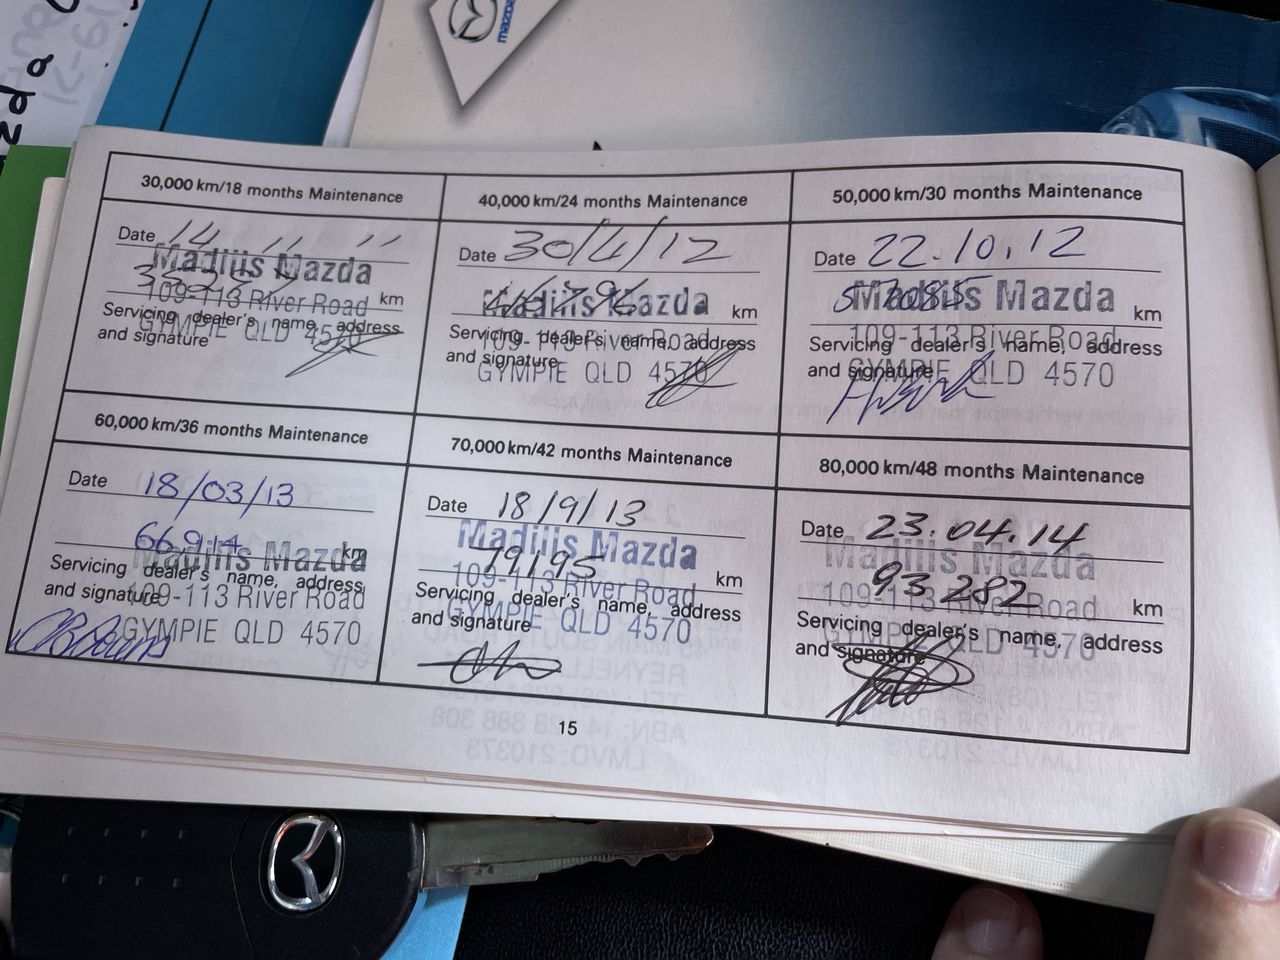 mazda
30,000 km/18 months Maintenance
Date 14 11 11
Madills Mazda
km
109-113 River Road
Servicing dealer's name, address
and signature
GYMPIE QLD 4570
40,000 km/24 months Maintenance
Date 30/4/12
Madills Mazda
46796 km
Servicing dealer's name, address
109-113 River Road
and signature
GYMPIE QLD 4570
50,000 km/30 months Maintenance
Date 22.10.12
Madills Mazda
57085 km
109-113 River Road
Servicing dealer's name, address
and signature
GYMPIE QLD 4570
60,000 km/36 months Maintenance
Date 18/03/13
66914 km
Madills Mazda
Servicing dealer's name, address
and signature
109-113 River Road
GYMPIE QLD 4570
70,000 km/42 months Maintenance
Date 18/9/13
Madills Mazda
79195 km
109-113 River Road
Servicing dealer's name, address
and signature
GYMPIE QLD 4570
80,000 km/48 months Maintenance
Date 23.04.14
Madills Mazda
93 282 km
109-113 River Road
Servicing dealer's name, address
and signature
GYMPIE QLD 4570
15